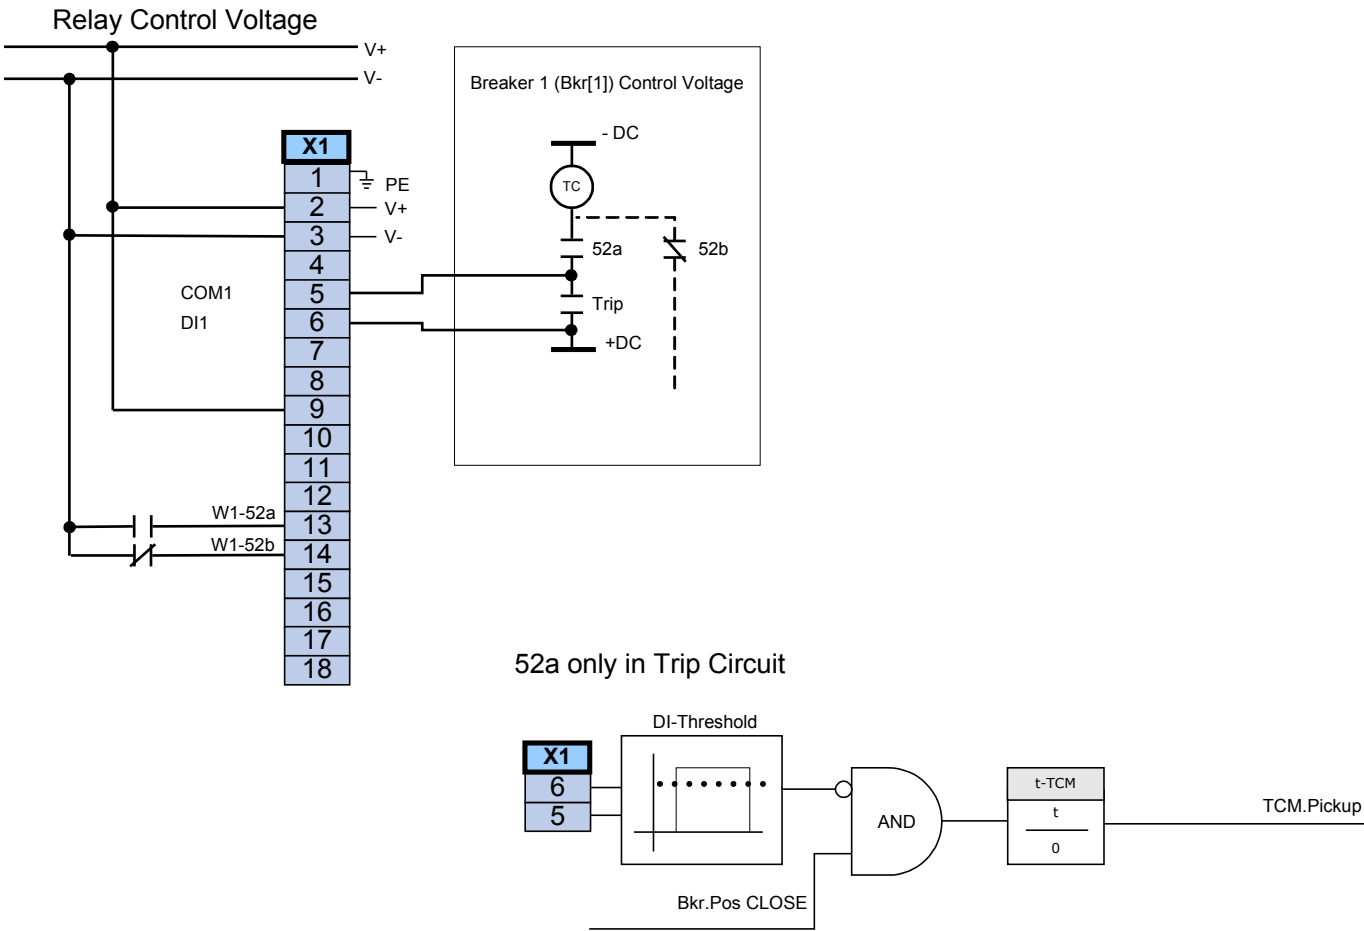 Relay Control Voltage
V+
V-
Breaker 1 (Bkr[1]) Control Voltage
- DC
TC
52a
52b
Trip
+DC
X1
1
PE
2
V+
3
V-
4
COM1
5
DI1
6
7
8
9
10
11
12
W1-52a
13
W1-52b
14
15
16
17
18
52a only in Trip Circuit
DI-Threshold
X1
6
5
AND
t-TCM
t
0
TCM.Pickup
Bkr.Pos CLOSE